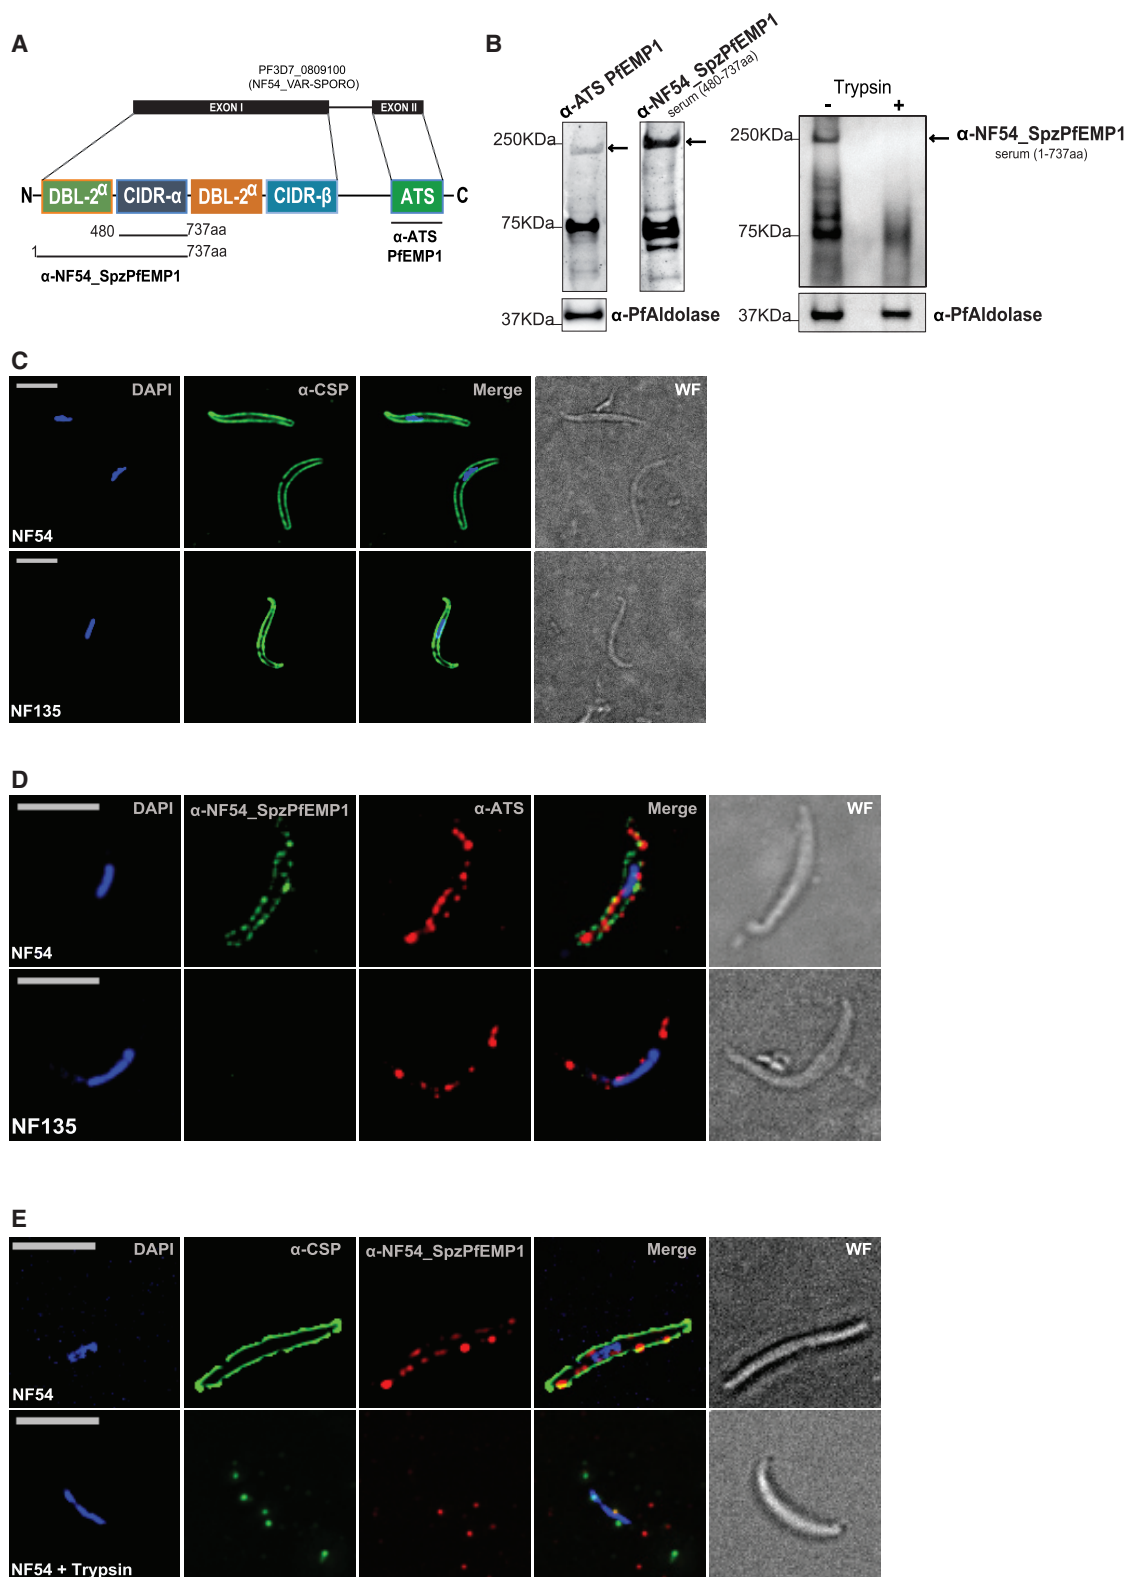 A
PF3D7_0809100
(NF54_VAR-SPORO)
EXON I
EXON II
N
DBL-2α
CIDR-α
DBL-2α
CIDR-β
ATS
C
480
737aa
1
737aa
α-NF54_SpzPfEMP1
α-ATS
PfEMP1
B
α-ATS PfEMP1
α-NF54_SpzPfEMP1
serum (480-737aa)
250KDa
75KDa
37KDa
α-PfAldolase
Trypsin
- +
250KDa
75KDa
37KDa
α-NF54_SpzPfEMP1
serum (1-737aa)
α-PfAldolase
C
DAPI
α-CSP
Merge
WF
NF54
NF135
D
DAPI
α-NF54_SpzPfEMP1
α-ATS
Merge
WF
NF54
NF135
E
DAPI
α-CSP
α-NF54_SpzPfEMP1
Merge
WF
NF54
NF54 + Trypsin